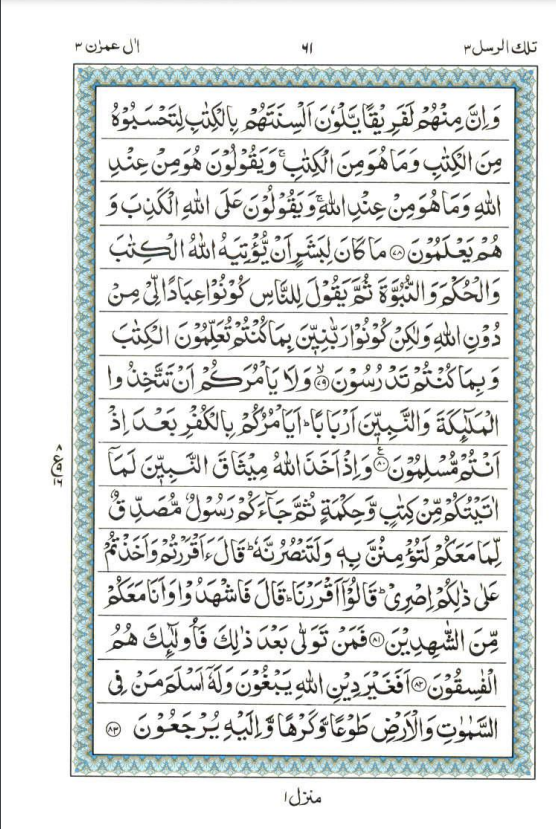 تلك الرسل ٣ ٦١ اٰل عمرٰن ٣
وَاِنَّ مِنْهُمْ لَفَرِيْقًا يَّلْوٗنَ اَلْسِنَتَهُمْ بِالْكِتٰبِ لِتَحْسَبُوْهُ
مِنَ الْكِتٰبِ وَمَا هُوَ مِنَ الْكِتٰبِ ۚ وَيَقُوْلُوْنَ هُوَ مِنْ عِنْدِ
اللّٰهِ وَمَا هُوَ مِنْ عِنْدِ اللّٰهِ ۚ وَيَقُوْلُوْنَ عَلَى اللّٰهِ الْكَذِبَ وَ
هُمْ يَعْلَمُوْنَ ﴿٧٨﴾ مَا كَانَ لِبَشَرٍ اَنْ يُّؤْتِيَهُ اللّٰهُ الْكِتٰبَ
وَالْحُكْمَ وَالنُّبُوَّةَ ثُمَّ يَقُوْلَ لِلنَّاسِ كُوْنُوْا عِبَادًا لِّىْ مِنْ
دُوْنِ اللّٰهِ وَلٰكِنْ كُوْنُوْا رَبّٰنِيّٖنَ بِمَا كُنْتُمْ تُعَلِّمُوْنَ الْكِتٰبَ
وَبِمَا كُنْتُمْ تَدْرُسُوْنَ ۙ﴿٧٩﴾ وَلَا يَاْمُرَكُمْ اَنْ تَتَّخِذُوا
الْمَلٰٓئِكَةَ وَالنَّبِيّٖنَ اَرْبَابًا ؕ اَيَاْمُرُكُمْ بِالْكُفْرِ بَعْدَ اِذْ
اَنْتُمْ مُّسْلِمُوْنَ ﴿٨٠﴾ وَاِذْ اَخَذَ اللّٰهُ مِيْثَاقَ النَّبِيّٖنَ لَمَاۤ
اٰتَيْتُكُمْ مِّنْ كِتٰبٍ وَّحِكْمَةٍ ثُمَّ جَآءَكُمْ رَسُوْلٌ مُّصَدِّقٌ
لِّمَا مَعَكُمْ لَتُؤْمِنُنَّ بِهٖ وَلَتَنْصُرُنَّهٗ ؕ قَالَ ءَاَقْرَرْتُمْ وَاَخَذْتُمْ
عَلٰى ذٰلِكُمْ اِصْرِىْ ؕ قَالُوْۤا اَقْرَرْنَا ؕ قَالَ فَاشْهَدُوْا وَاَنَا مَعَكُمْ
مِّنَ الشّٰهِدِيْنَ ﴿٨١﴾ فَمَنْ تَوَلّٰى بَعْدَ ذٰلِكَ فَاُولٰٓئِكَ هُمُ
الْفٰسِقُوْنَ ﴿٨٢﴾ اَفَغَيْرَ دِيْنِ اللّٰهِ يَبْغُوْنَ وَلَهٗۤ اَسْلَمَ مَنْ فِى
السَّمٰوٰتِ وَالْاَرْضِ طَوْعًا وَّكَرْهًا وَّاِلَيْهِ يُرْجَعُوْنَ ﴿٨٣﴾
منزل ١